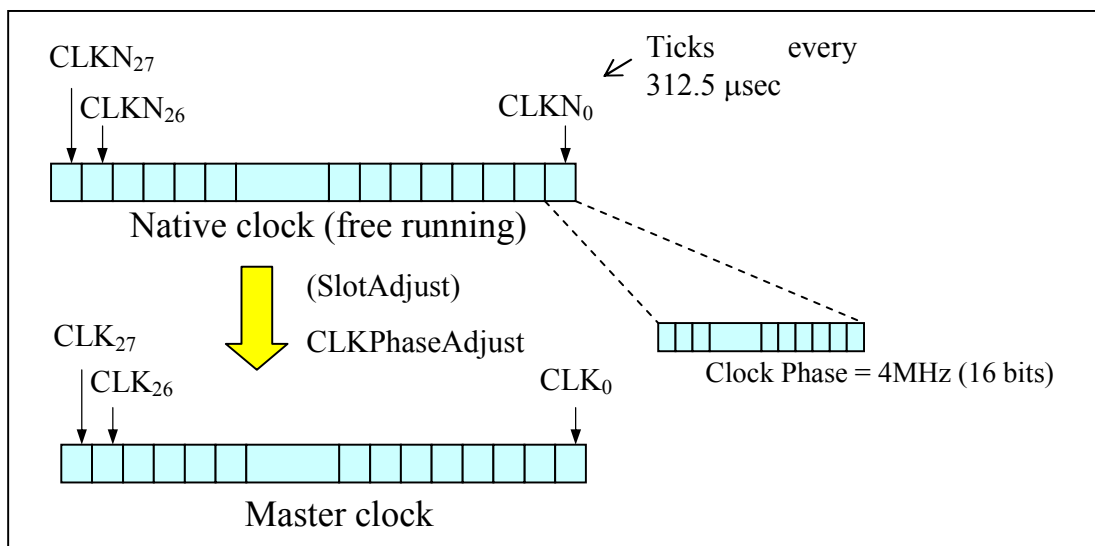 CLKN27
CLKN26
CLKN0
Ticks every
312.5 μsec
Native clock (free running)
(SlotAdjust)
CLKPhaseAdjust
CLK27
CLK26
CLK0
Clock Phase = 4MHz (16 bits)
Master clock